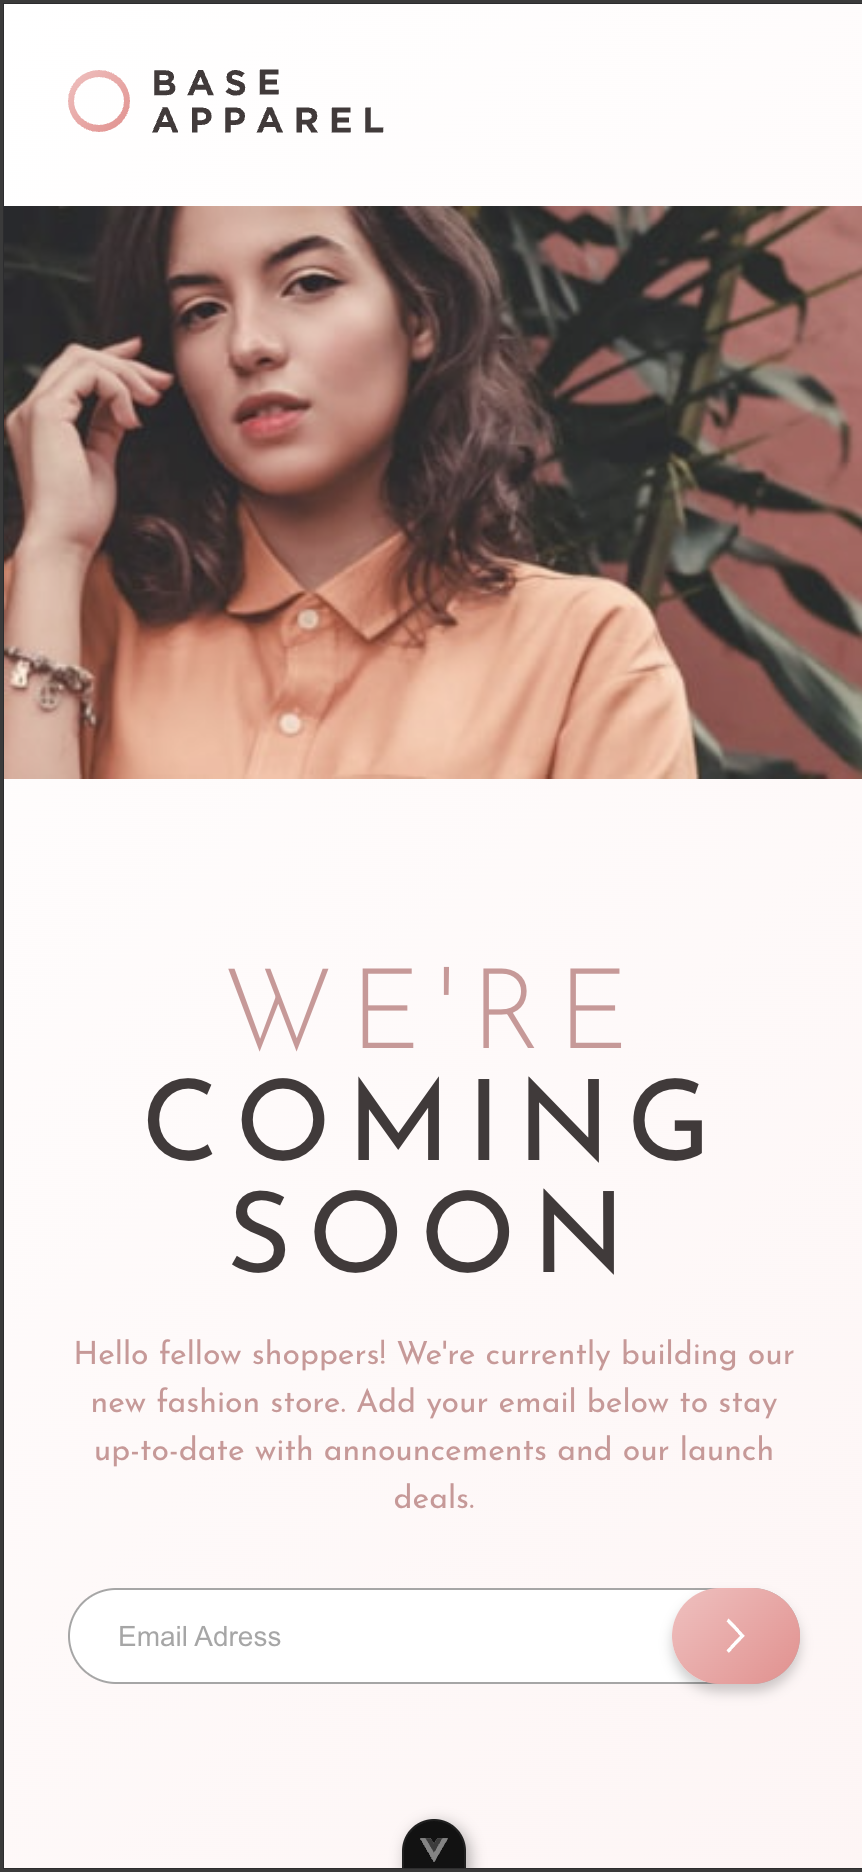 BASE
APPAREL
WE'RE
COMING
SOON
Hello fellow shoppers! We're currently building our
new fashion store. Add your email below to stay
up-to-date with announcements and our launch
deals.
Email Adress